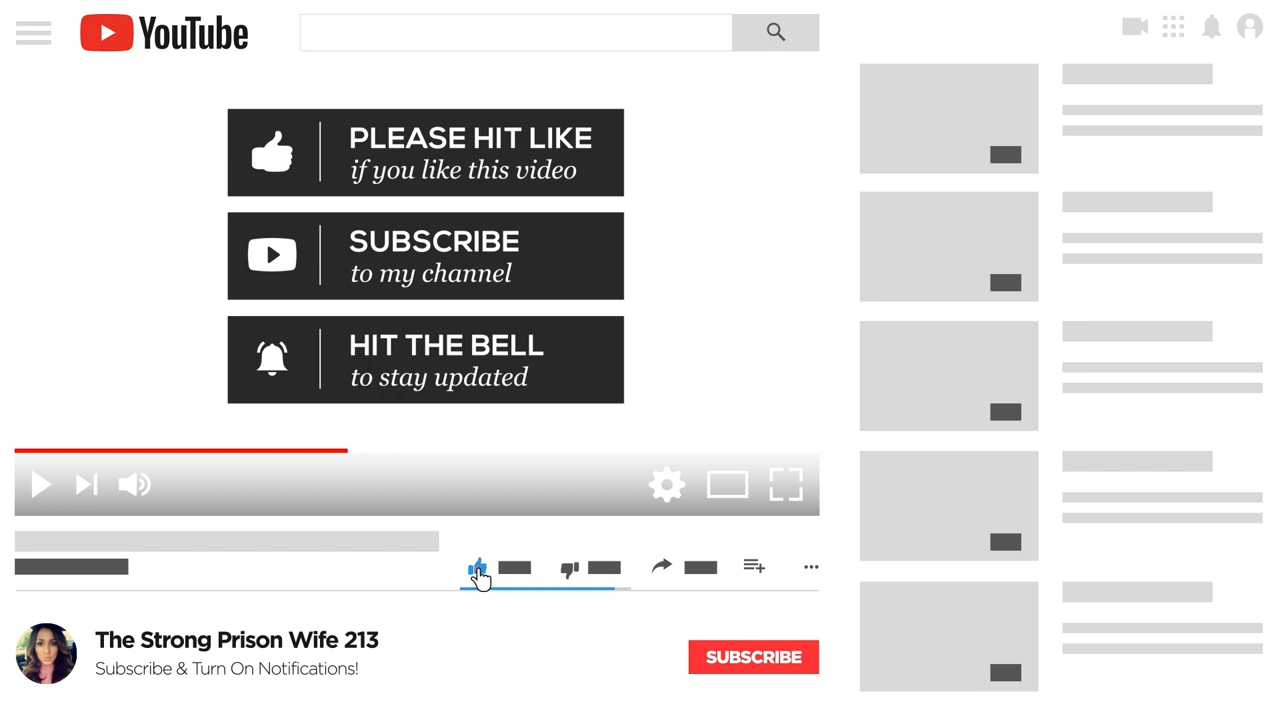 YouTube
PLEASE HIT LIKE
if you like this video
SUBSCRIBE
to my channel
HIT THE BELL
to stay updated
The Strong Prison Wife 213
Subscribe & Turn On Notifications!
SUBSCRIBE